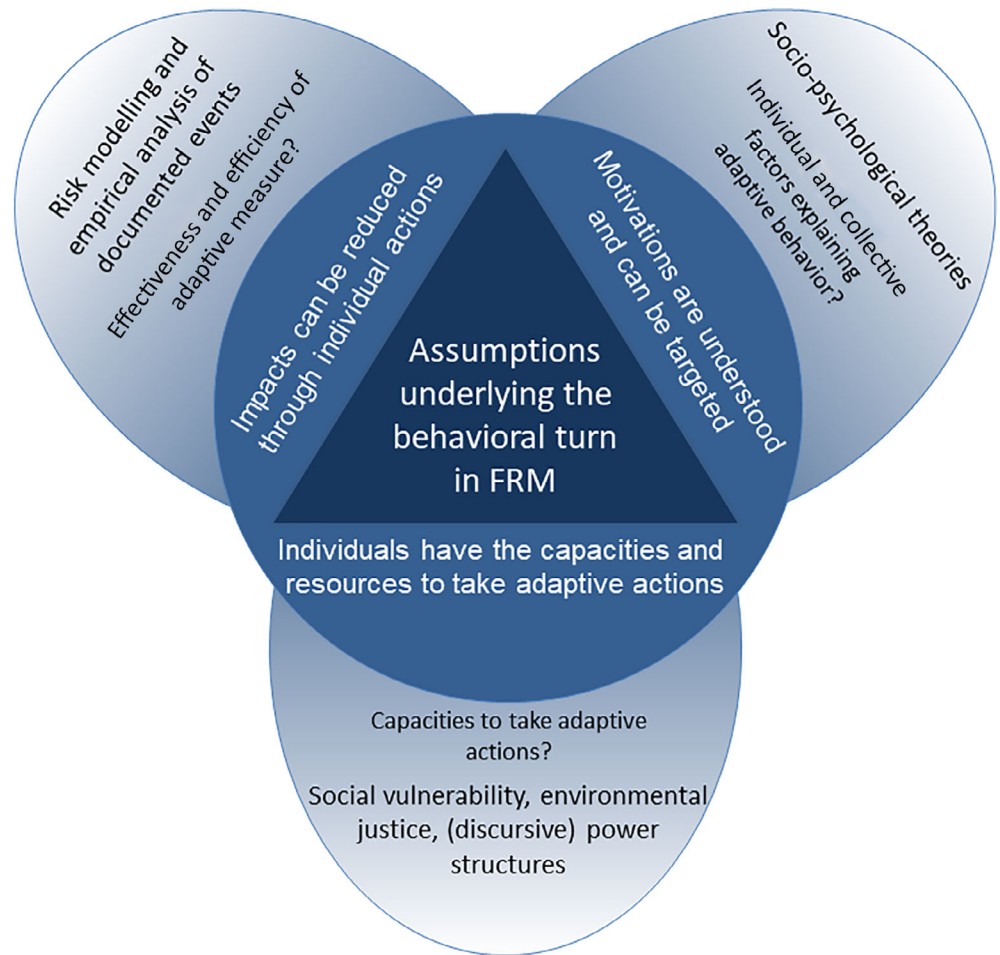 Risk modelling and
empirical analysis of
documented events
Effectiveness and efficiency of
adaptive measure?
Socio-psychological theories
Individual and collective
factors explaining
adaptive behavior?
Impacts can be reduced
through individual actions
Motivations are understood
and can be targeted
Assumptions
underlying the
behavioral turn
in FRM
Individuals have the capacities and
resources to take adaptive actions
Capacities to take adaptive
actions?
Social vulnerability, environmental
justice, (discursive) power
structures